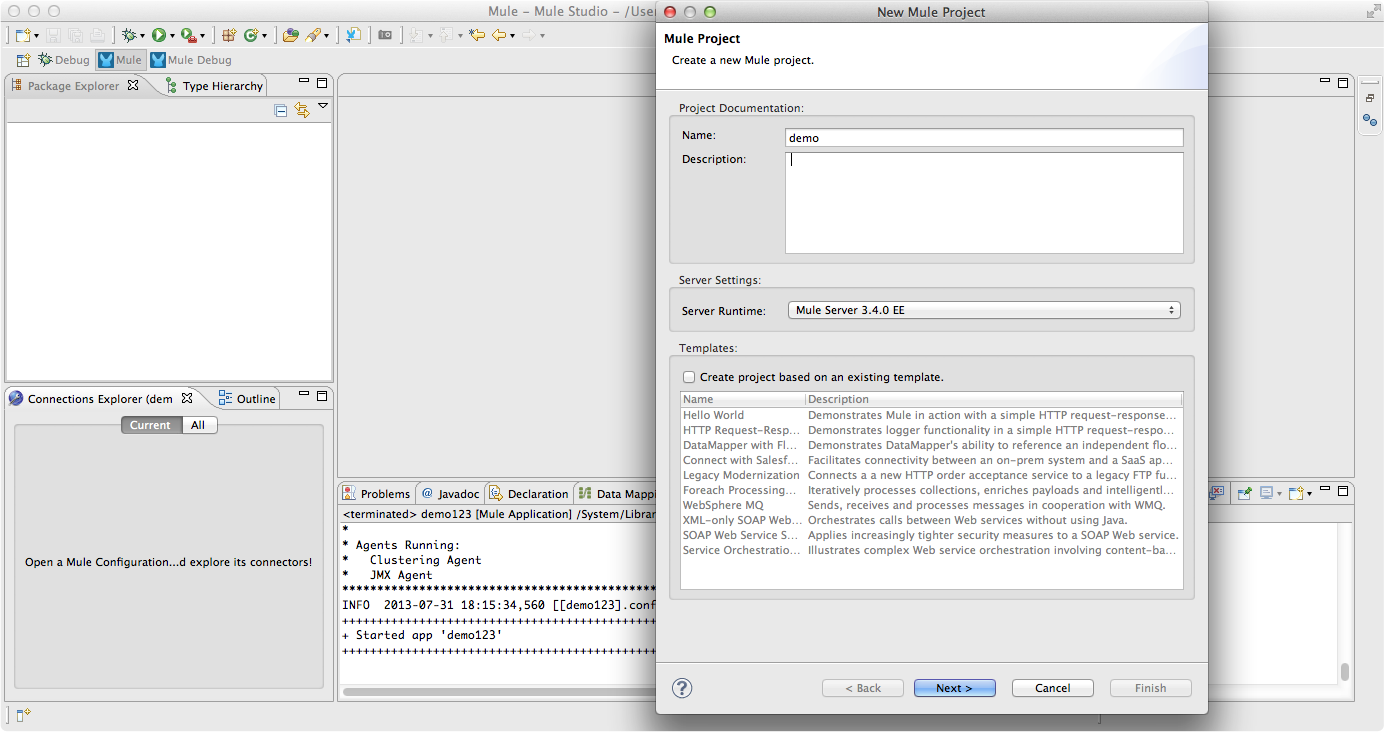 Mule – Mule Studio – /User
Debug Mule Mule Debug
Package Explorer Type Hierarchy
Connections Explorer (dem Outline
Current All
Open a Mule Configuration...d explore its connectors!
Problems @ Javadoc Declaration Data Mappi
<terminated> demo123 [Mule Application] /System/Librar
*
* Agents Running:
*   Clustering Agent
*   JMX Agent
*********************************************
INFO  2013-07-31 18:15:34,560 [[demo123].conf
+++++++++++++++++++++++++++++++++++++++++++++
+ Started app 'demo123'
+++++++++++++++++++++++++++++++++++++++++++++
New Mule Project
Mule Project
Create a new Mule project.
Project Documentation:
Name: demo
Description:
Server Settings:
Server Runtime: Mule Server 3.4.0 EE
Templates:
Create project based on an existing template.
Name Description
Hello World Demonstrates Mule in action with a simple HTTP request-response...
HTTP Request-Resp... Demonstrates logger functionality in a simple HTTP request-respo...
DataMapper with Fl... Demonstrates DataMapper's ability to reference an independent flo...
Connect with Salesf... Facilitates connectivity between an on-prem system and a SaaS ap...
Legacy Modernization Connects a a new HTTP order acceptance service to a legacy FTP fu...
Foreach Processing... Iteratively processes collections, enriches payloads and intelligentl...
WebSphere MQ Sends, receives and processes messages in cooperation with WMQ.
XML-only SOAP Web... Orchestrates calls between Web services without using Java.
SOAP Web Service S... Applies increasingly tighter security measures to a SOAP Web service.
Service Orchestratio... Illustrates complex Web service orchestration involving content-ba...
? < Back Next > Cancel Finish